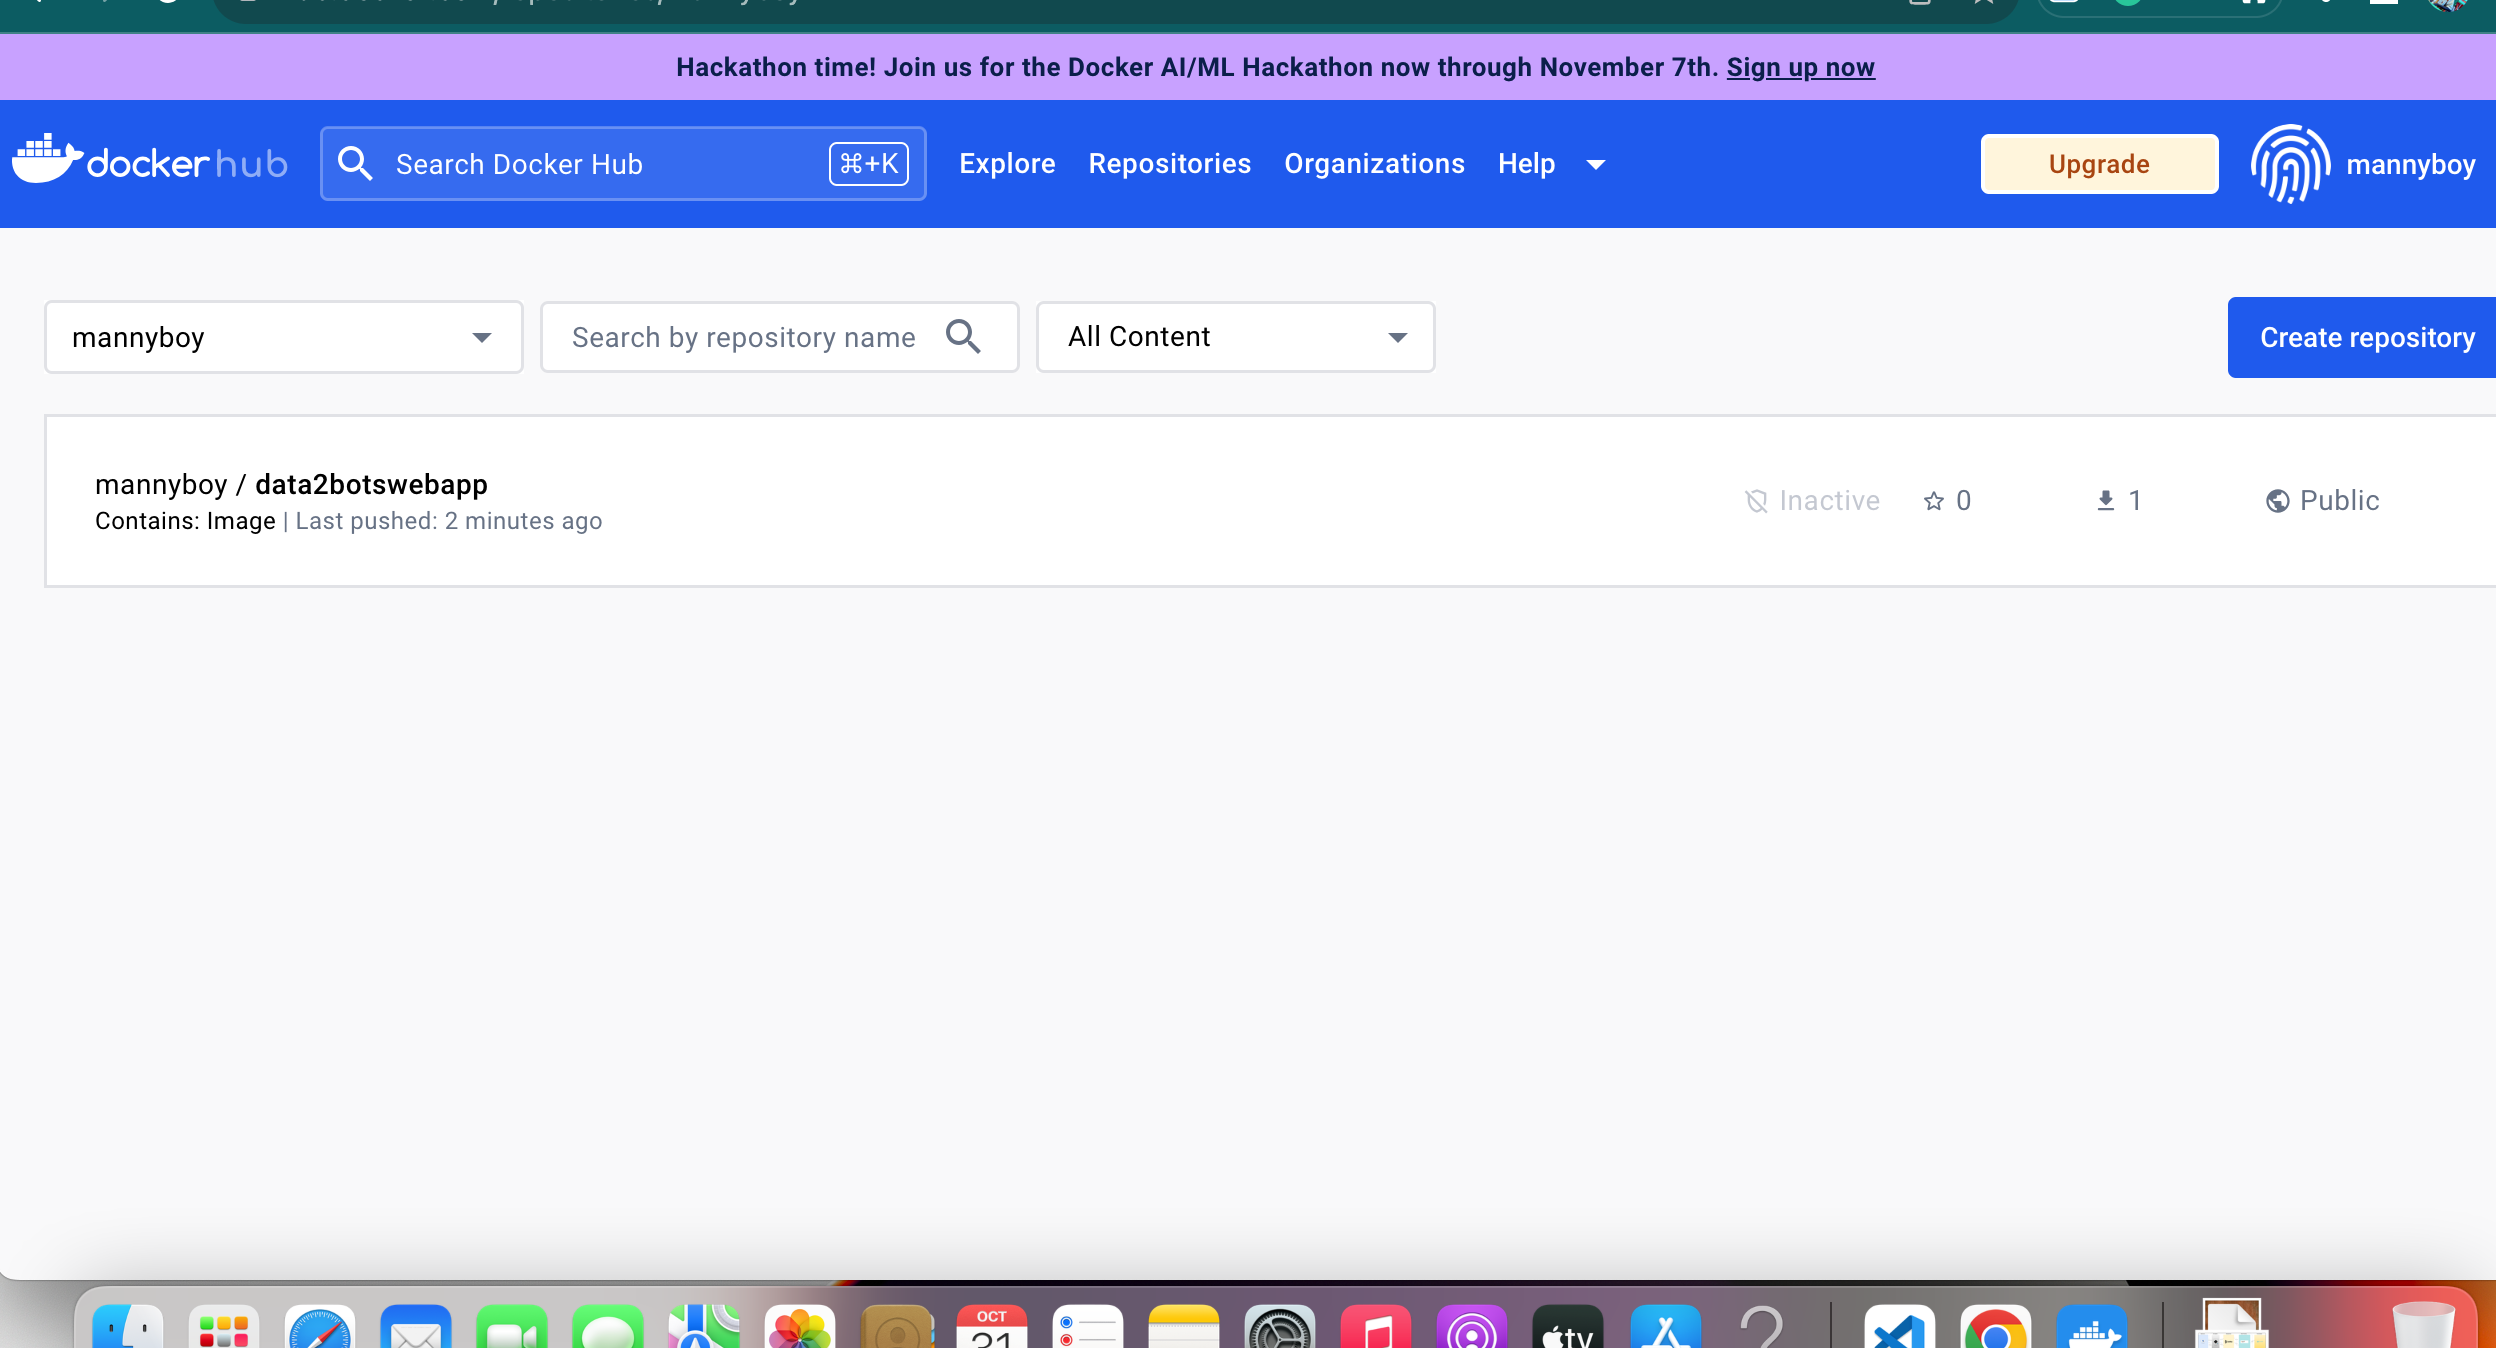 Hackathon time! Join us for the Docker AI/ML Hackathon now through November 7th. Sign up now
docker hub
Search Docker Hub
⌘+K
Explore
Repositories
Organizations
Help
Upgrade
mannyboy
mannyboy
Search by repository name
All Content
Create repository
mannyboy / data2botswebapp
Inactive
0
1
Public
Contains: Image | Last pushed: 2 minutes ago
OCT
31
tv